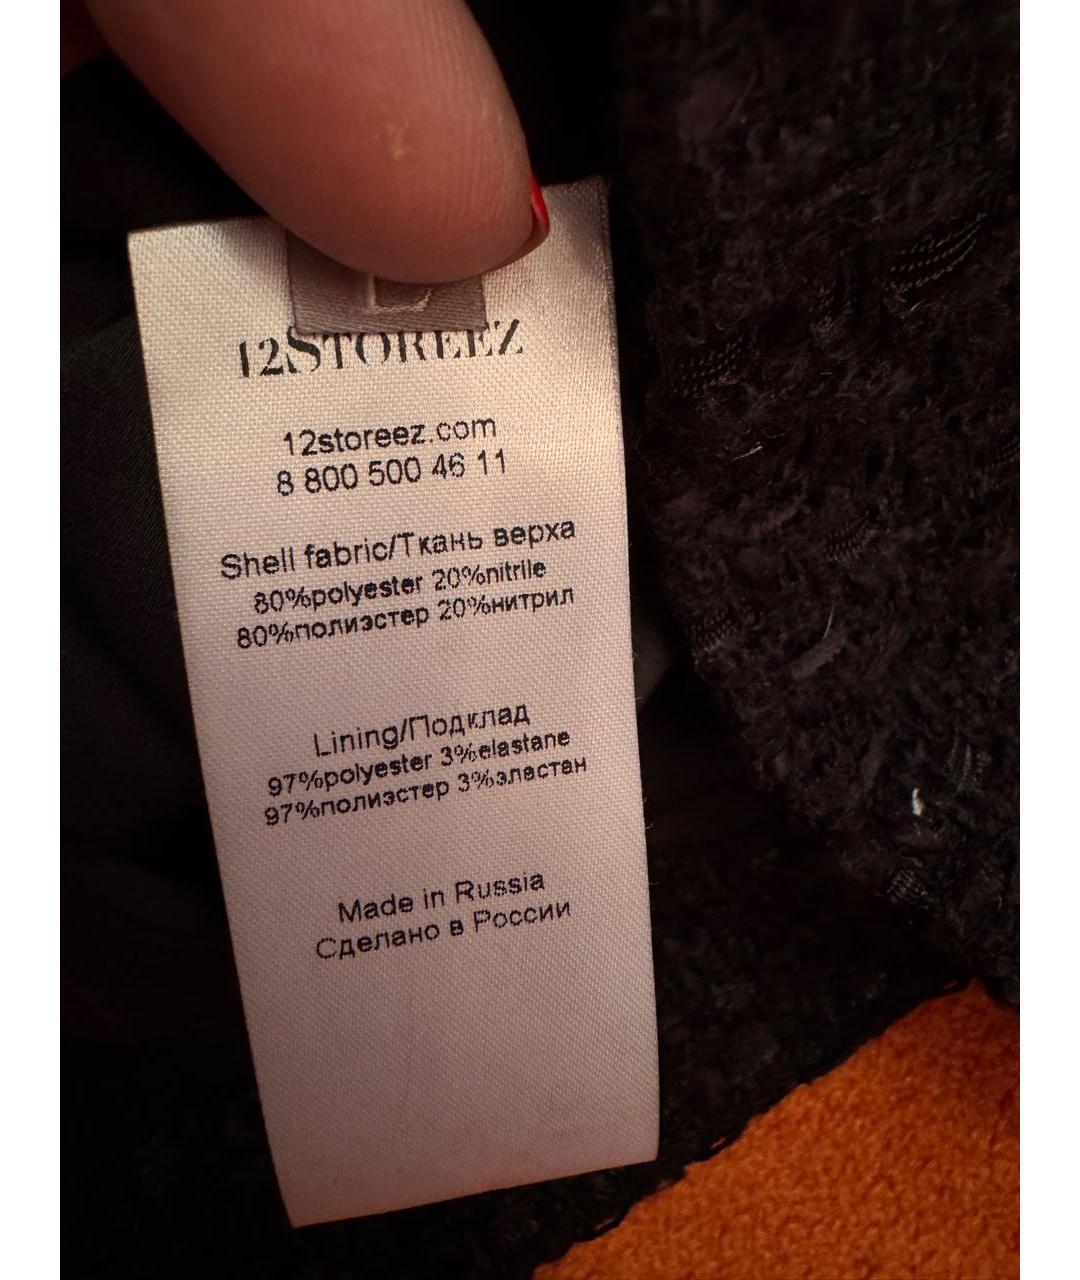 L
12STOREEZ
12storeez.com
8 800 500 46 11
Shell fabric/Ткань верха
80%polyester 20%nitrile
80%полиэстер 20%нитрил
Lining/Подклад
97%polyester 3%elastane
97%полиэстер 3%эластан
Made in Russia
Сделано в России